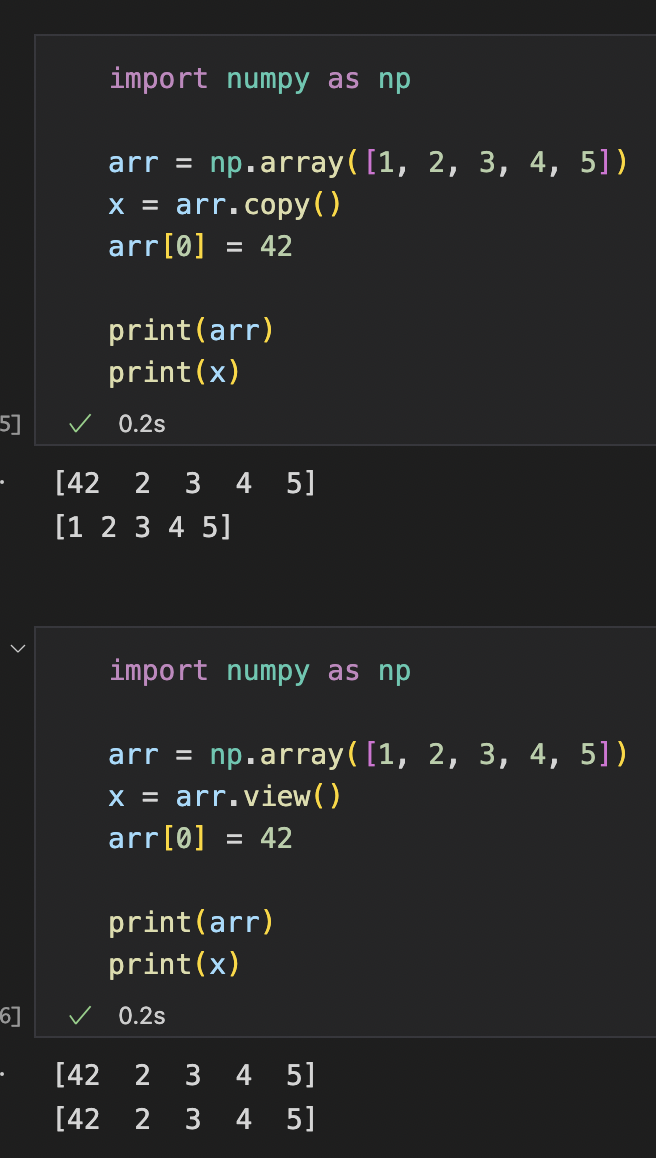 import numpy as np
arr = np.array([1, 2, 3, 4, 5])
x = arr.copy()
arr[0] = 42
print(arr)
print(x)
5]
0.2s
[42  2  3  4  5]
[1 2 3 4 5]
import numpy as np
arr = np.array([1, 2, 3, 4, 5])
x = arr.view()
arr[0] = 42
print(arr)
print(x)
6]
0.2s
[42  2  3  4  5]
[42  2  3  4  5]